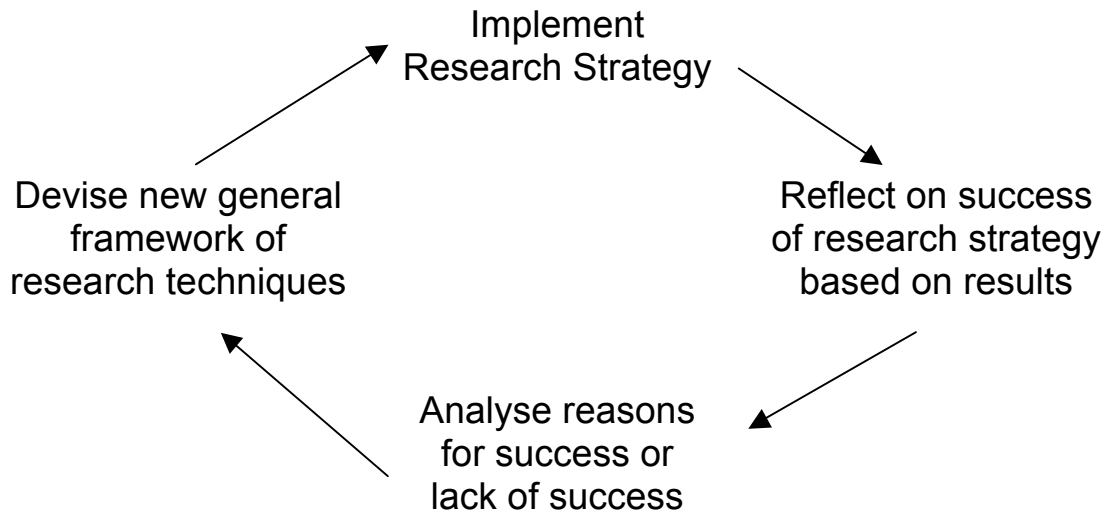 Implement
Research Strategy
Devise new general
framework of
research techniques
Reflect on success
of research strategy
based on results
Analyse reasons
for success or
lack of success